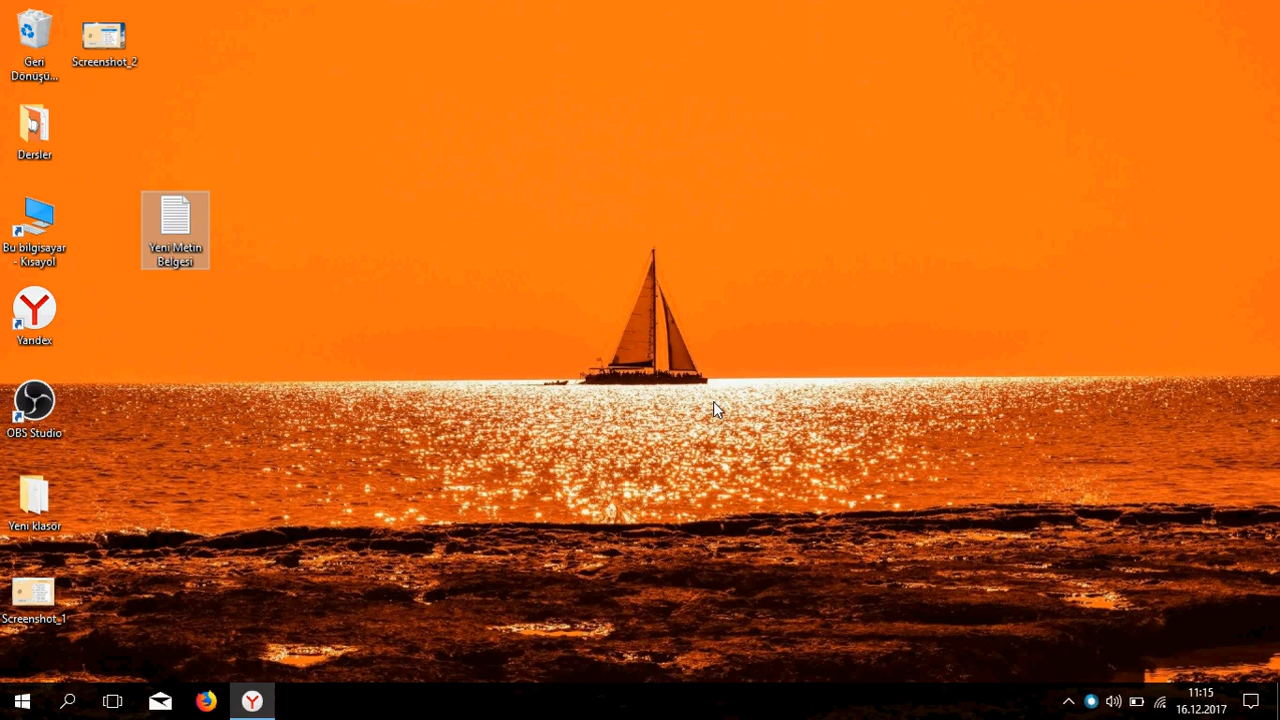 Geri
Dönüşü...
Screenshot_2
Dersler
Bu bilgisayar
- Kısayol
Yeni Metin
Belgesi
Yandex
OBS Studio
Yeni klasör
Screenshot_1
11:15
16.12.2017